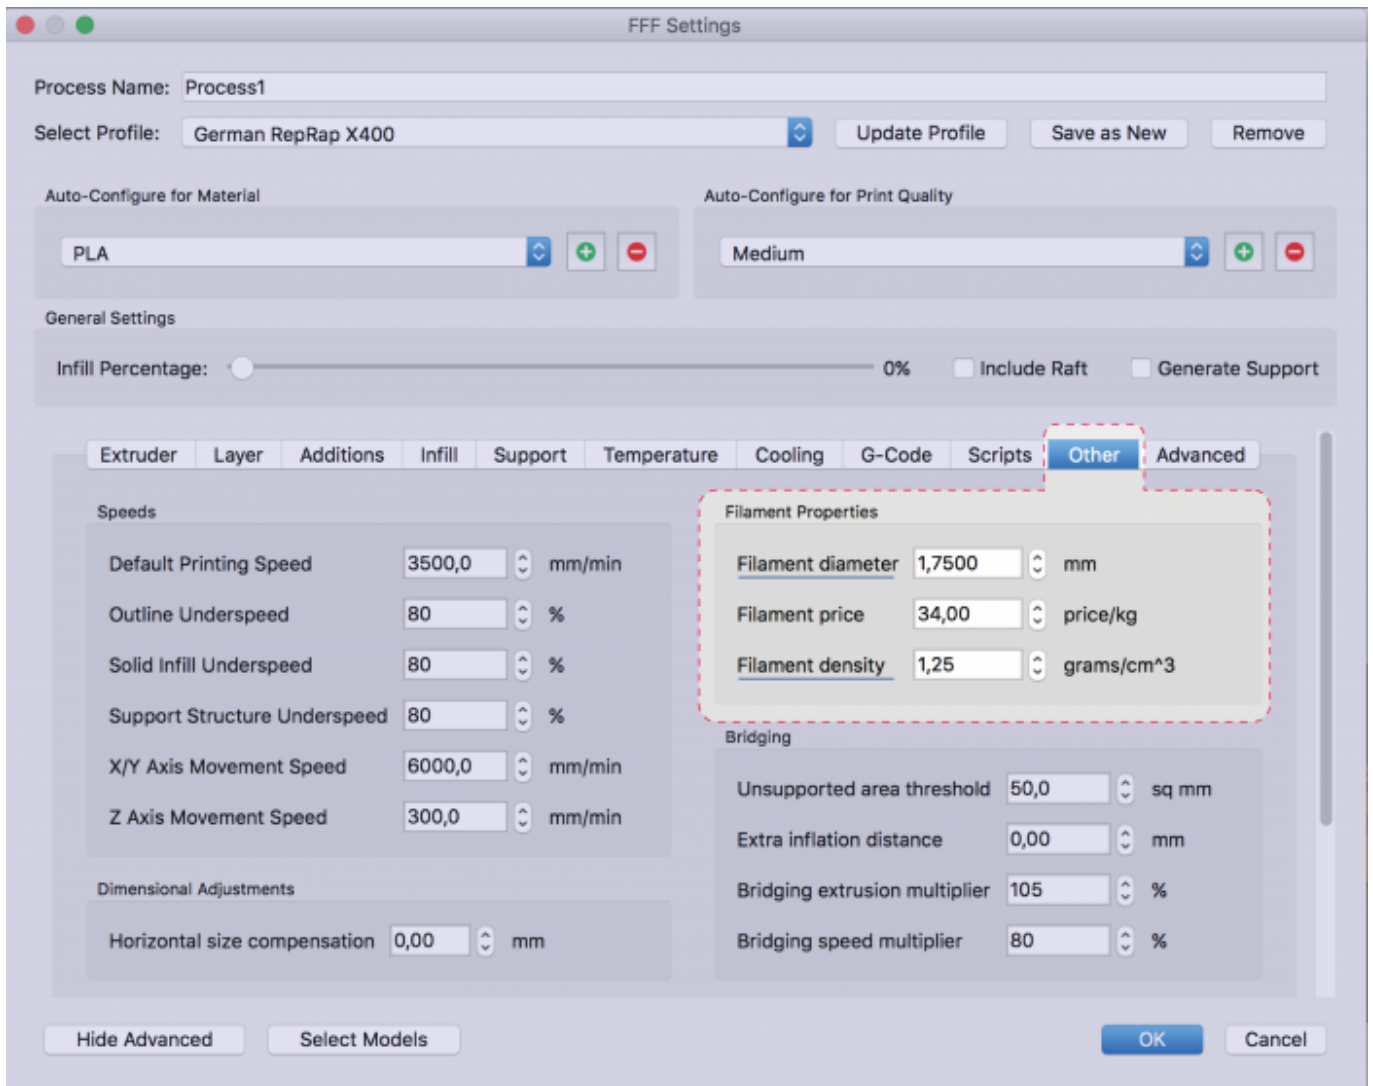 FFF Settings
Process Name: Process1
Select Profile: German RepRap X400 Update Profile Save as New Remove
Auto-Configure for Material Auto-Configure for Print Quality
PLA Medium
General Settings
Infill Percentage: 0% Include Raft Generate Support
Extruder Layer Additions Infill Support Temperature Cooling G-Code Scripts Other Advanced
Speeds
Default Printing Speed 3500,0 mm/min
Outline Underspeed 80 %
Solid Infill Underspeed 80 %
Support Structure Underspeed 80 %
X/Y Axis Movement Speed 6000,0 mm/min
Z Axis Movement Speed 300,0 mm/min
Dimensional Adjustments
Horizontal size compensation 0,00 mm
Filament Properties
Filament diameter 1,7500 mm
Filament price 34,00 price/kg
Filament density 1,25 grams/cm^3
Bridging
Unsupported area threshold 50,0 sq mm
Extra inflation distance 0,00 mm
Bridging extrusion multiplier 105 %
Bridging speed multiplier 80 %
Hide Advanced Select Models OK Cancel